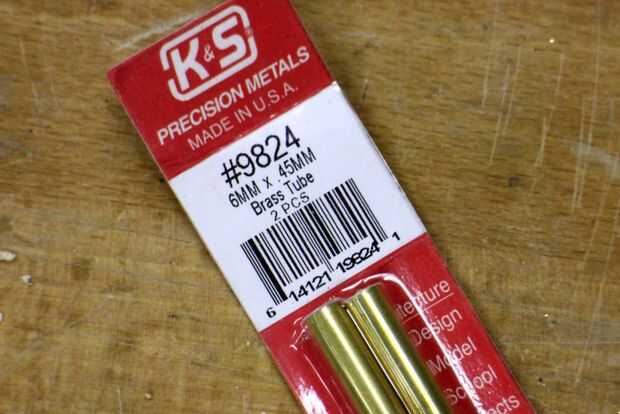 K&S
PRECISION METALS
MADE IN U.S.A.
#9824
6MM X .45MM
Brass Tube
2 PCS
6 14121 19824 1
Design
Model
School